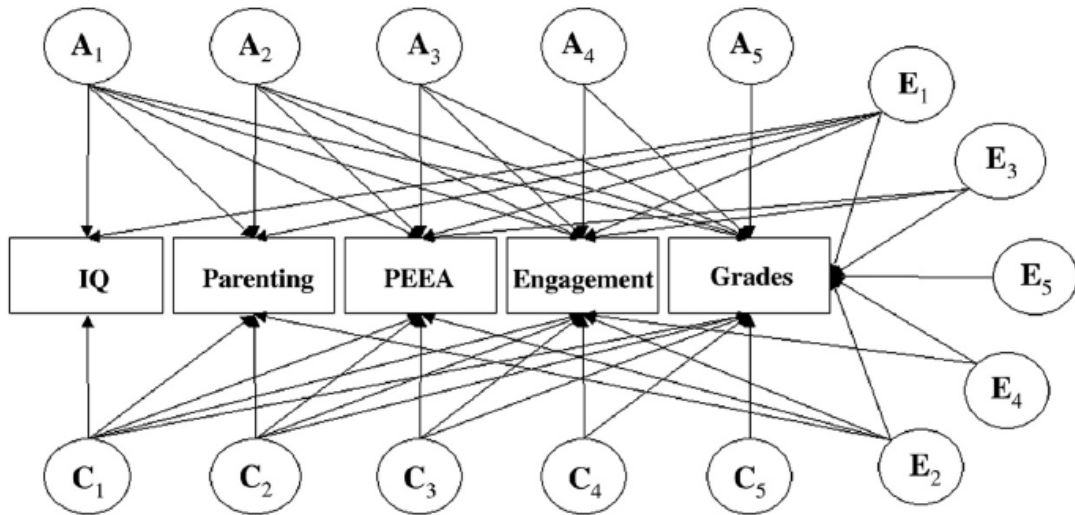 A1 A2 A3 A4 A5
E1
E3
IQ Parenting PEEA Engagement Grades
E5
E4
C1 C2 C3 C4 C5 E2